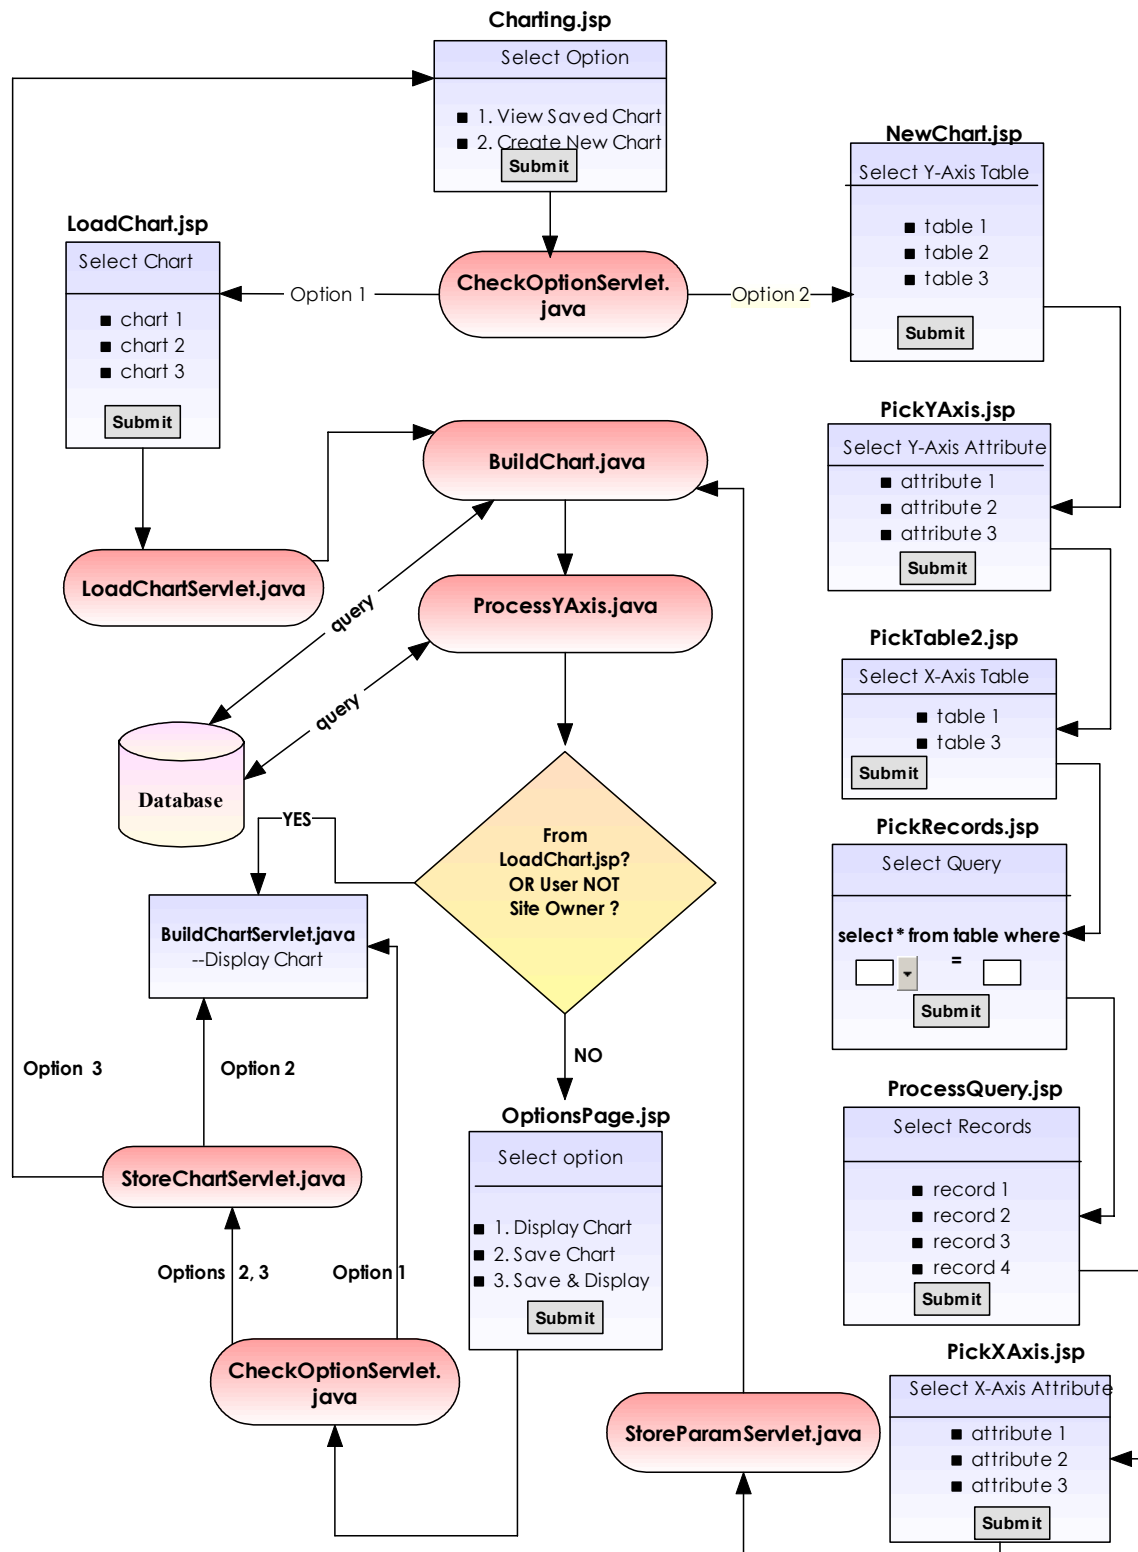 Charting.jsp
Select Option
1. View Saved Chart
2. Create New Chart
Submit
NewChart.jsp
Select Y-Axis Table
table 1
table 2
table 3
Submit
LoadChart.jsp
Select Chart
chart 1
chart 2
chart 3
Submit
CheckOptionServlet.
java
Option 1
Option 2
PickYAxis.jsp
Select Y-Axis Attribute
attribute 1
attribute 2
attribute 3
Submit
BuildChart.java
LoadChartServlet.java
ProcessYAxis.java
query
query
Database
PickTable2.jsp
Select X-Axis Table
table 1
table 3
Submit
YES
From
LoadChart.jsp?
OR User NOT
Site Owner ?
NO
PickRecords.jsp
Select Query
select * from table where
=
Submit
BuildChartServlet.java
--Display Chart
Option 3
Option 2
ProcessQuery.jsp
Select Records
record 1
record 2
record 3
record 4
Submit
OptionsPage.jsp
Select option
1. Display Chart
2. Save Chart
3. Save & Display
Submit
StoreChartServlet.java
Options 2, 3
Option 1
CheckOptionServlet.
java
StoreParamServlet.java
PickXAxis.jsp
Select X-Axis Attribute
attribute 1
attribute 2
attribute 3
Submit